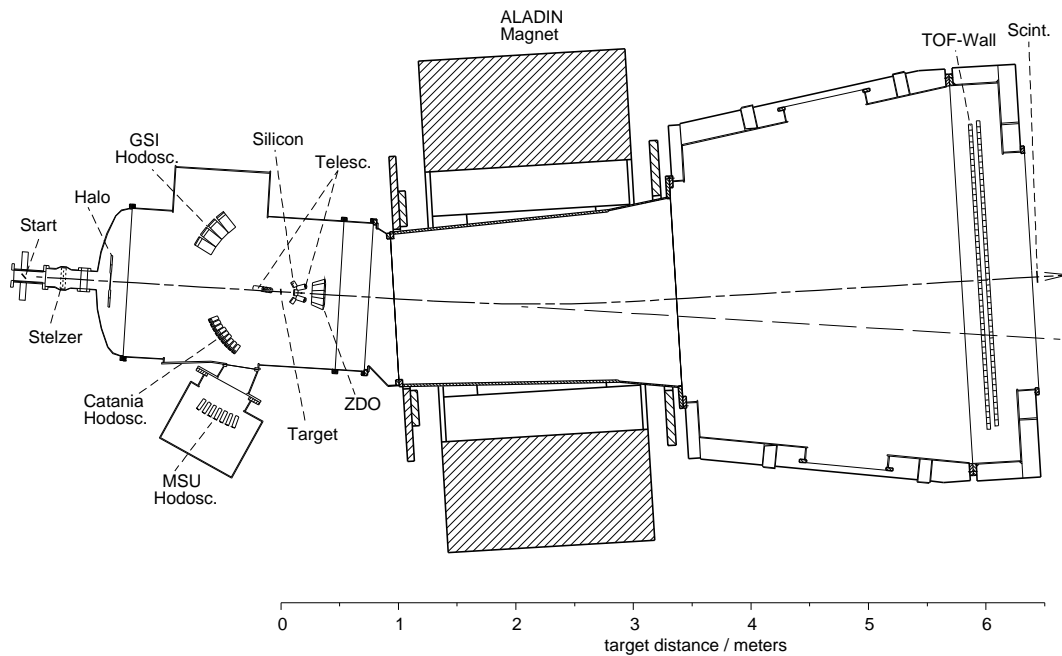 ALADIN
Magnet
Scint.
TOF-Wall
GSI
Hodosc.
Silicon
Telesc.
Halo
Start
Stelzer
Catania
Hodosc.
ZDO
Target
MSU
Hodosc.
0 1 2 3 4 5 6
target distance / meters